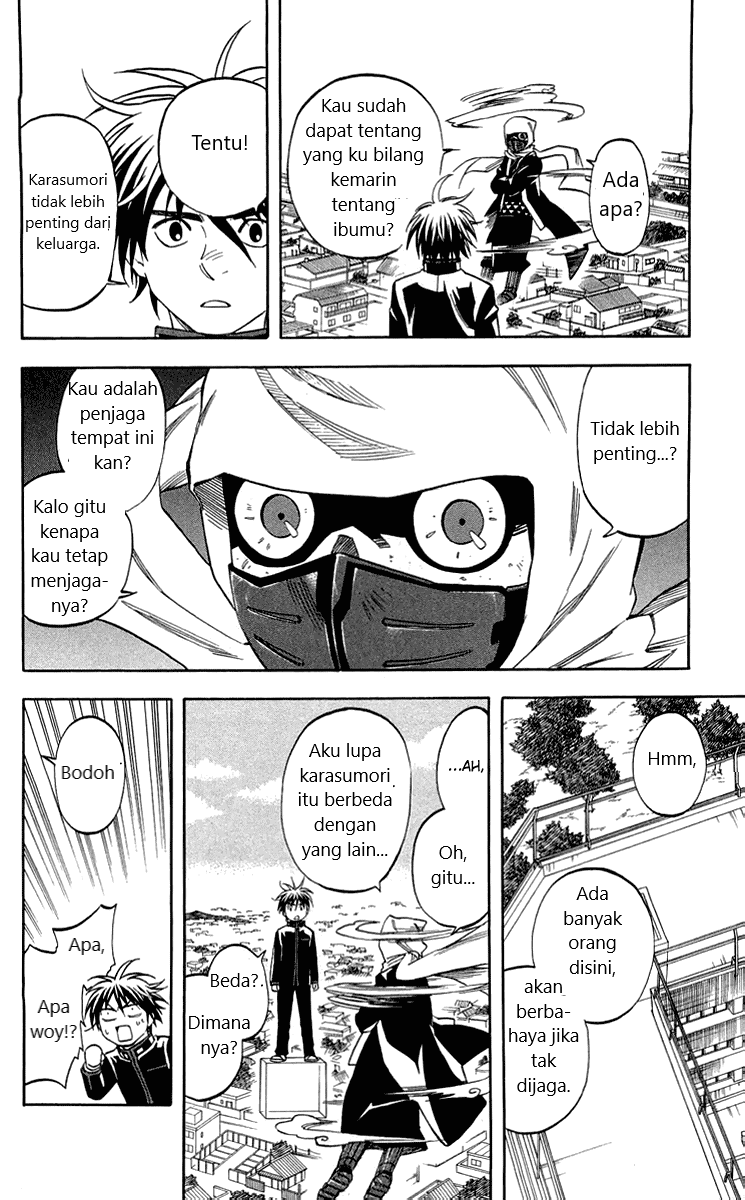 Ada
apa?
Kau sudah
dapat tentang
yang ku bilang
kemarin
tentang
ibumu?
Tentu!
Karasumori
tidak lebih
penting dari
keluarga.
Tidak lebih
penting...?
Kau adalah
penjaga
tempat ini
kan?
Kalo gitu
kenapa
kau tetap
menjaga-
nya?
Hmm,
Ada
banyak
orang
disini,
akan
berba-
haya jika
tak
dijaga.
...AH,
Oh,
gitu...
Aku lupa
karasumori
itu berbeda
dengan
yang lain...
Beda?.
Dimana
nya?
Bodoh
Apa,
Apa
woy!?